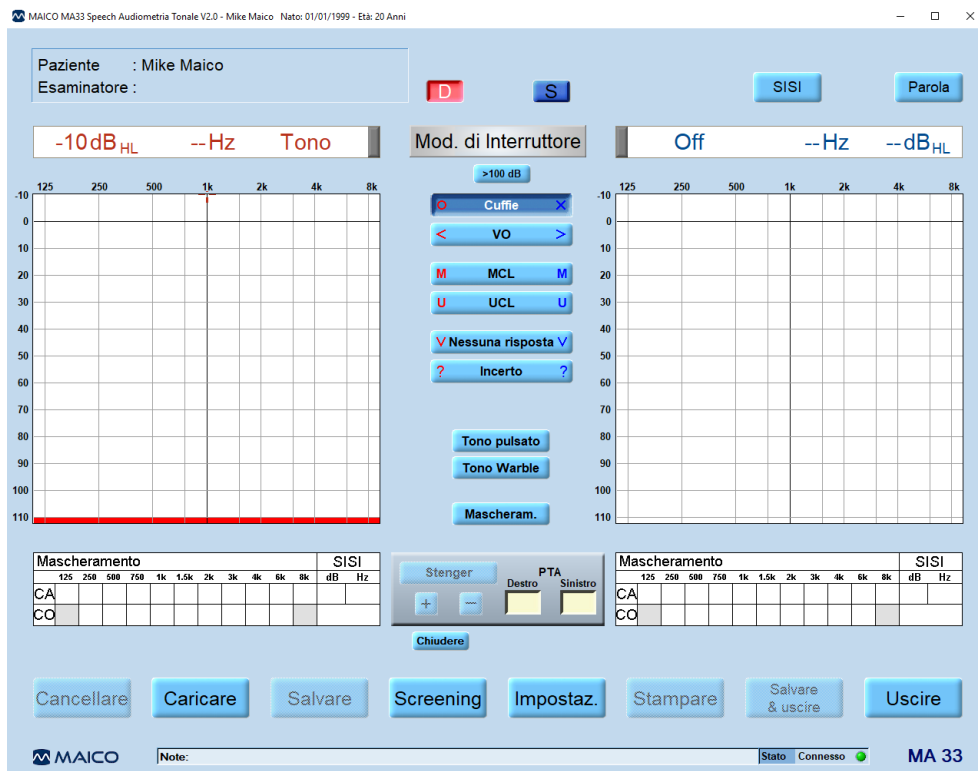 MAICO MA33 Speech Audiometria Tonale V2.0 - Mike Maico Nato: 01/01/1999 - Età: 20 Anni
Paziente : Mike Maico
Esaminatore :
D S
SISI Parola
-10 dB HL --Hz Tono
Mod. di Interruttore
Off --Hz --dB HL
>100 dB
125 250 500 1k 2k 4k 8k
-10
0
10
20
30
40
50
60
70
80
90
100
110
O Cuffie X
< VO >
M MCL M
U UCL U
V Nessuna risposta V
? Incerto ?
Tono pulsato
Tono Warble
Mascheram.
125 250 500 1k 2k 4k 8k
-10
0
10
20
30
40
50
60
70
80
90
100
110
Mascheramento SISI
125 250 500 750 1k 1.5k 2k 3k 4k 6k 8k dB Hz
CA
CO
Stenger PTA
Destro Sinistro
+ −
Chiudere
Mascheramento SISI
125 250 500 750 1k 1.5k 2k 3k 4k 6k 8k dB Hz
CA
CO
Cancellare Caricare Salvare Screening Impostaz. Stampare Salvare & uscire Uscire
MAICO Note: Stato Connesso MA 33